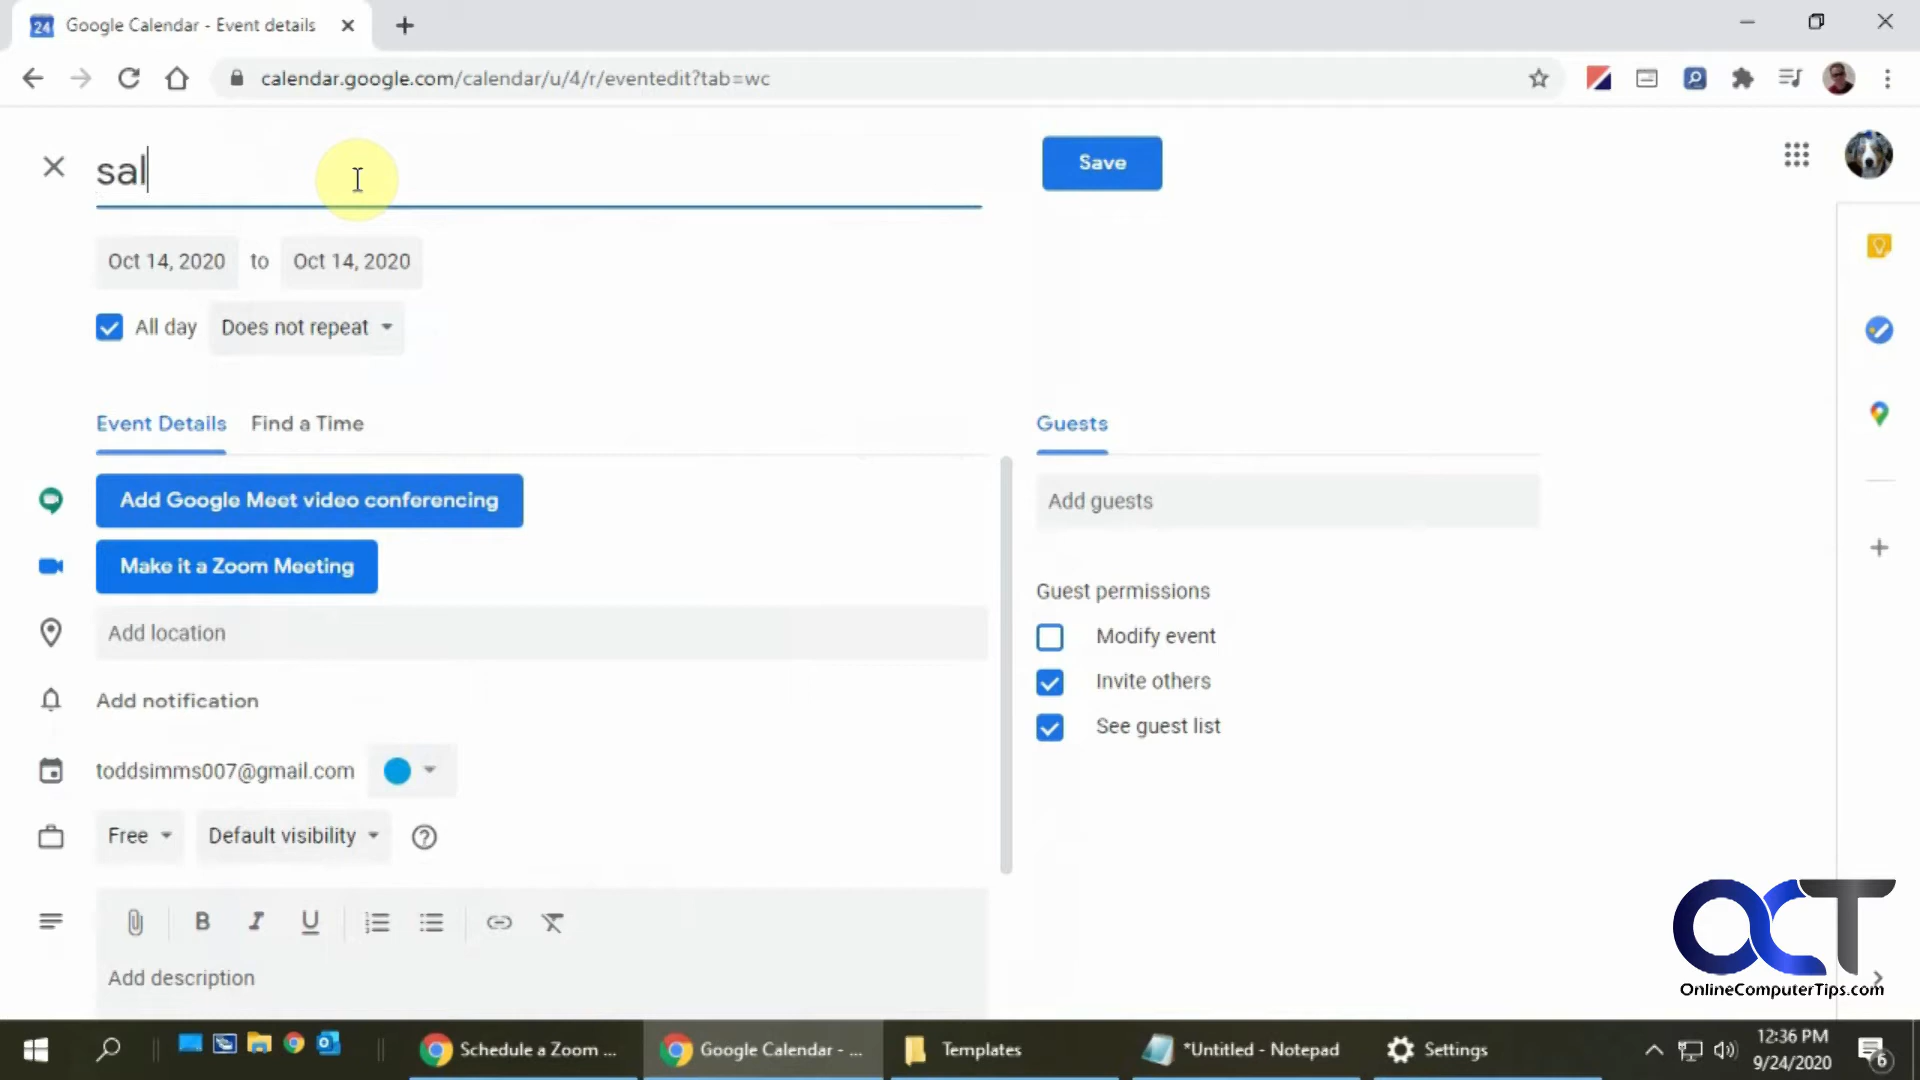 24 Google Calendar - Event details
calendar.google.com/calendar/u/4/r/eventedit?tab=wc
sal
Save
Oct 14, 2020 to Oct 14, 2020
All day Does not repeat
Event Details Find a Time
Guests
Add Google Meet video conferencing
Add guests
Make it a Zoom Meeting
Guest permissions
Add location
Modify event
Invite others
Add notification
See guest list
toddsimms007@gmail.com
Free Default visibility
B I U
Add description
OCT
OnlineComputerTips.com
Schedule a Zoom ...
Google Calendar - ...
Templates
*Untitled - Notepad
Settings
12:36 PM
9/24/2020
6